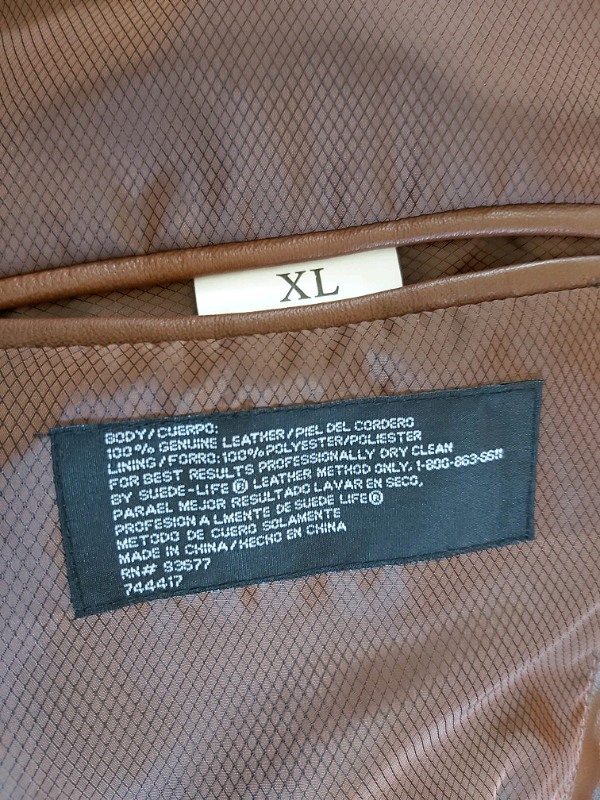 XL
BODY/CUERPO:
100% GENUINE LEATHER/PIEL DEL CORDERO
LINING/FORRO: 100% POLYESTER/POLIESTER
FOR BEST RESULTS PROFESSIONALLY DRY CLEAN
BY SUEDE-LIFE® LEATHER METHOD ONLY, 1-800-863-5511
PARAEL MEJOR RESULTADO LAVAR EN SECO,
PROFESION A LMENTE DE SUEDE LIFE®
METODO DE CUERO SOLAMENTE
MADE IN CHINA/HECHO EN CHINA
RN# 93677
744417